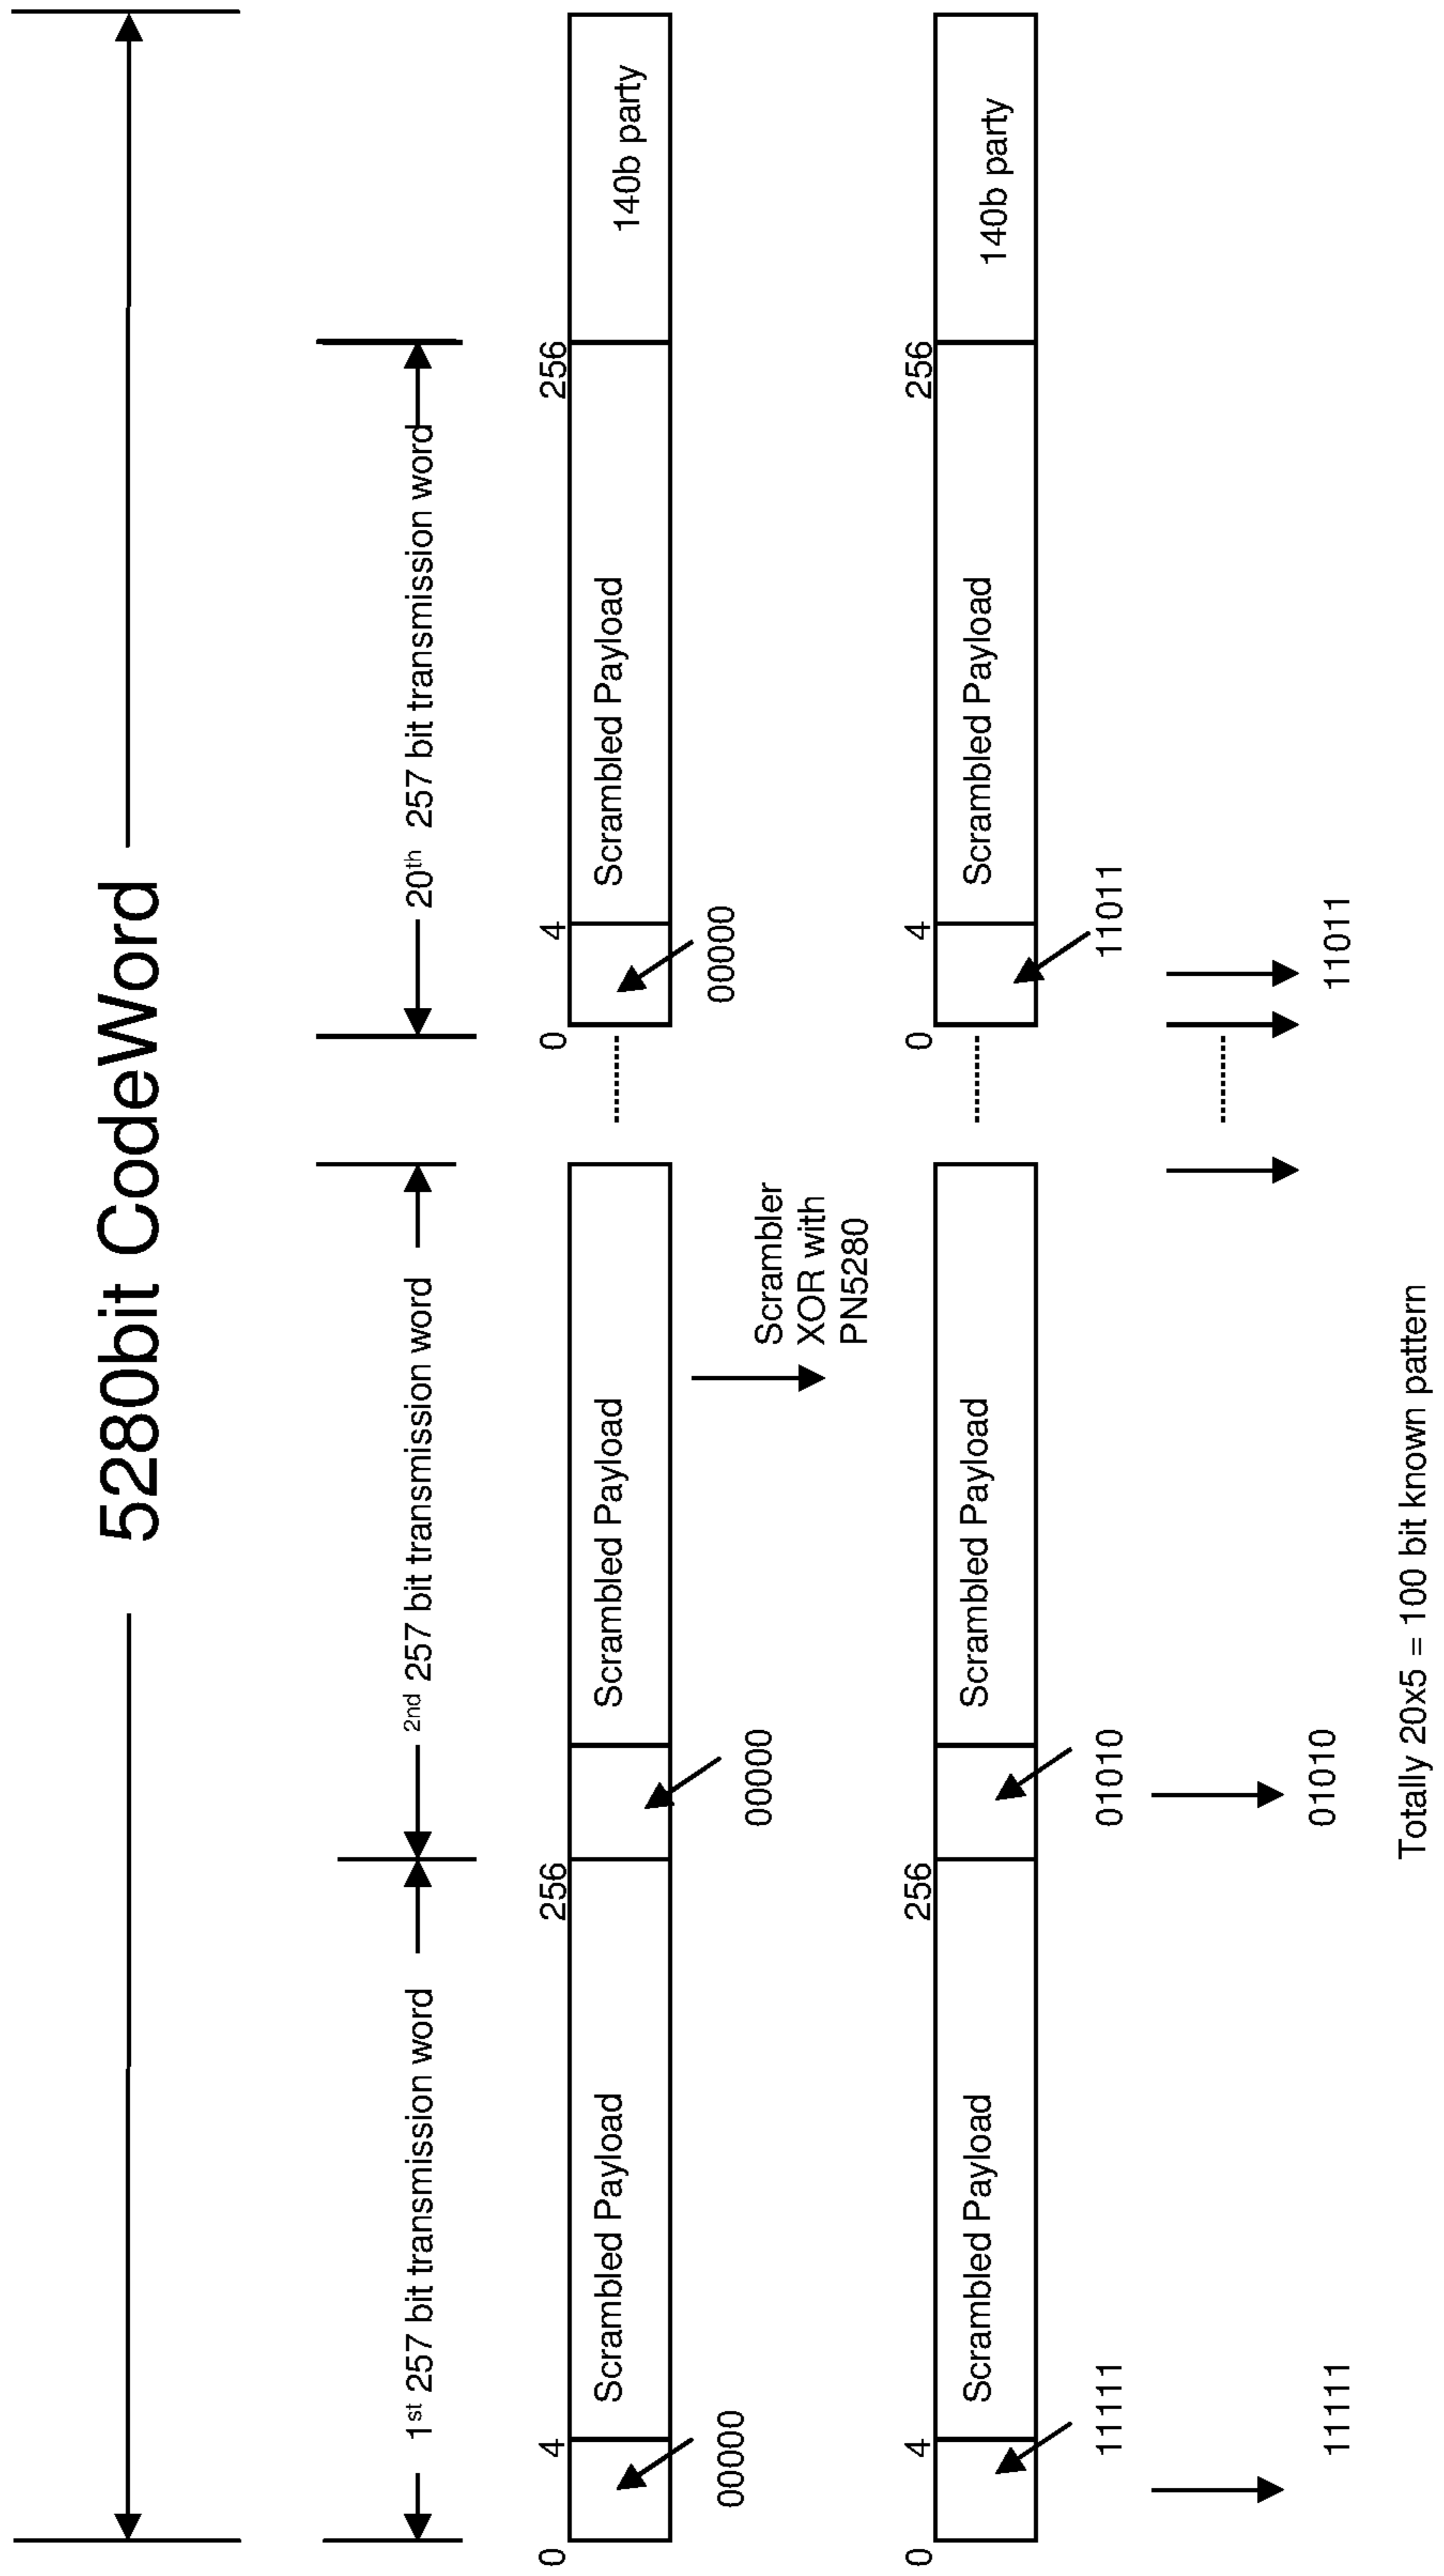 5280bit CodeWord
1st 257 bit transmission word
2nd 257 bit transmission word
20th 257 bit transmission word
0
4
256
0
4
256
Scrambled Payload
Scrambled Payload
Scrambled Payload
140b party
00000
00000
00000
Scrambler
XOR with
PN5280
0
4
256
0
4
256
Scrambled Payload
Scrambled Payload
Scrambled Payload
140b party
11111
01010
11011
11111
01010
11011
Totally 20x5 = 100 bit known pattern